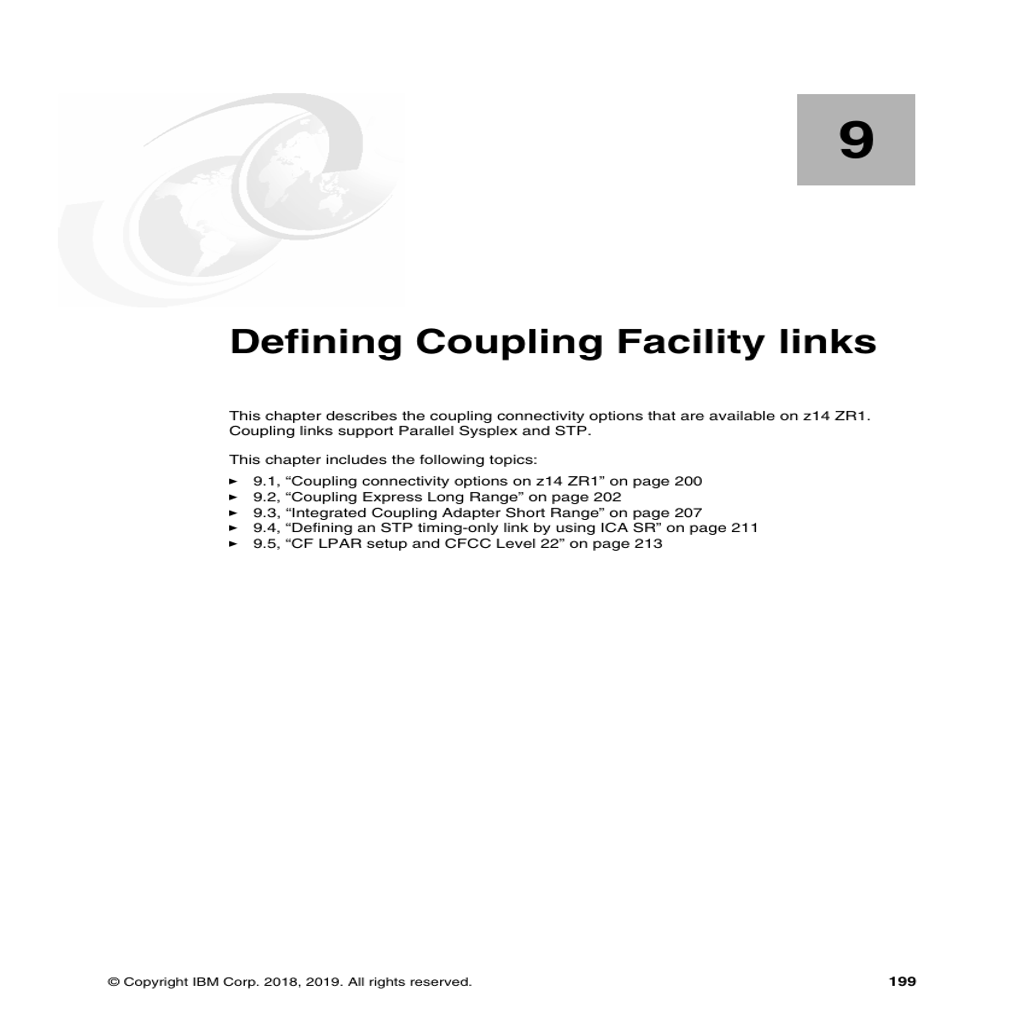 9
Defining Coupling Facility links
This chapter describes the coupling connectivity options that are available on z14 ZR1.
Coupling links support Parallel Sysplex and STP.
This chapter includes the following topics:
► 9.1, “Coupling connectivity options on z14 ZR1” on page 200
► 9.2, “Coupling Express Long Range” on page 202
► 9.3, “Integrated Coupling Adapter Short Range” on page 207
► 9.4, “Defining an STP timing-only link by using ICA SR” on page 211
► 9.5, “CF LPAR setup and CFCC Level 22” on page 213
© Copyright IBM Corp. 2018, 2019. All rights reserved.
199